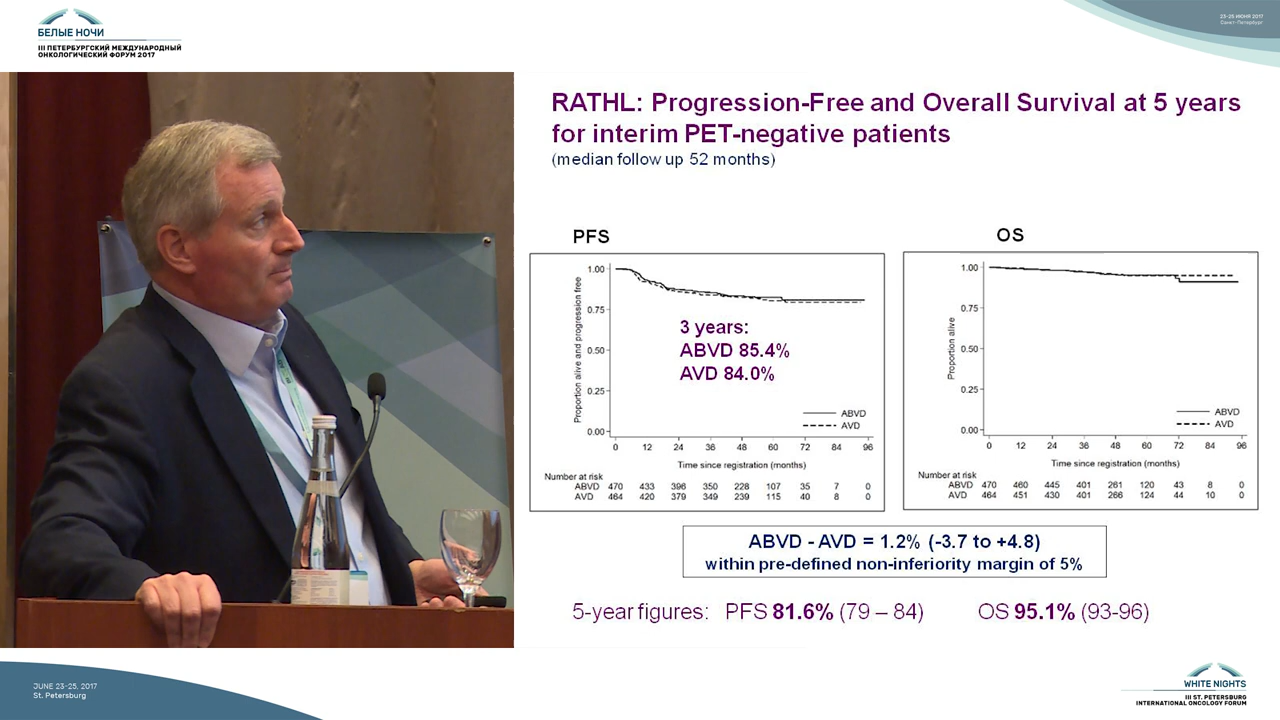 БЕЛЫЕ НОЧИ
III ПЕТЕРБУРГСКИЙ МЕЖДУНАРОДНЫЙ
ОНКОЛОГИЧЕСКИЙ ФОРУМ 2017
23-25 ИЮНЯ 2017
Санкт-Петербург
RATHL: Progression-Free and Overall Survival at 5 years
for interim PET-negative patients
(median follow up 52 months)
PFS
Proportion alive and progression free
1.00
0.75
0.50
0.25
0.00
3 years:
ABVD 85.4%
AVD 84.0%
ABVD
AVD
0 12 24 36 48 60 72 84 96
Time since registration (months)
Number at risk
ABVD 470 433 396 350 228 107 35 7 0
AVD 464 420 379 349 239 115 40 8 0
OS
Proportion alive
1.00
0.75
0.50
0.25
0.00
ABVD
AVD
0 12 24 36 48 60 72 84 96
Time since registration (months)
Number at risk
ABVD 470 460 445 401 261 120 43 8 0
AVD 464 451 430 401 266 124 44 10 0
ABVD - AVD = 1.2% (-3.7 to +4.8)
within pre-defined non-inferiority margin of 5%
5-year figures: PFS 81.6% (79 – 84) OS 95.1% (93-96)
JUNE 23-25, 2017
St. Petersburg
WHITE NIGHTS
III ST. PETERSBURG
INTERNATIONAL ONCOLOGY FORUM